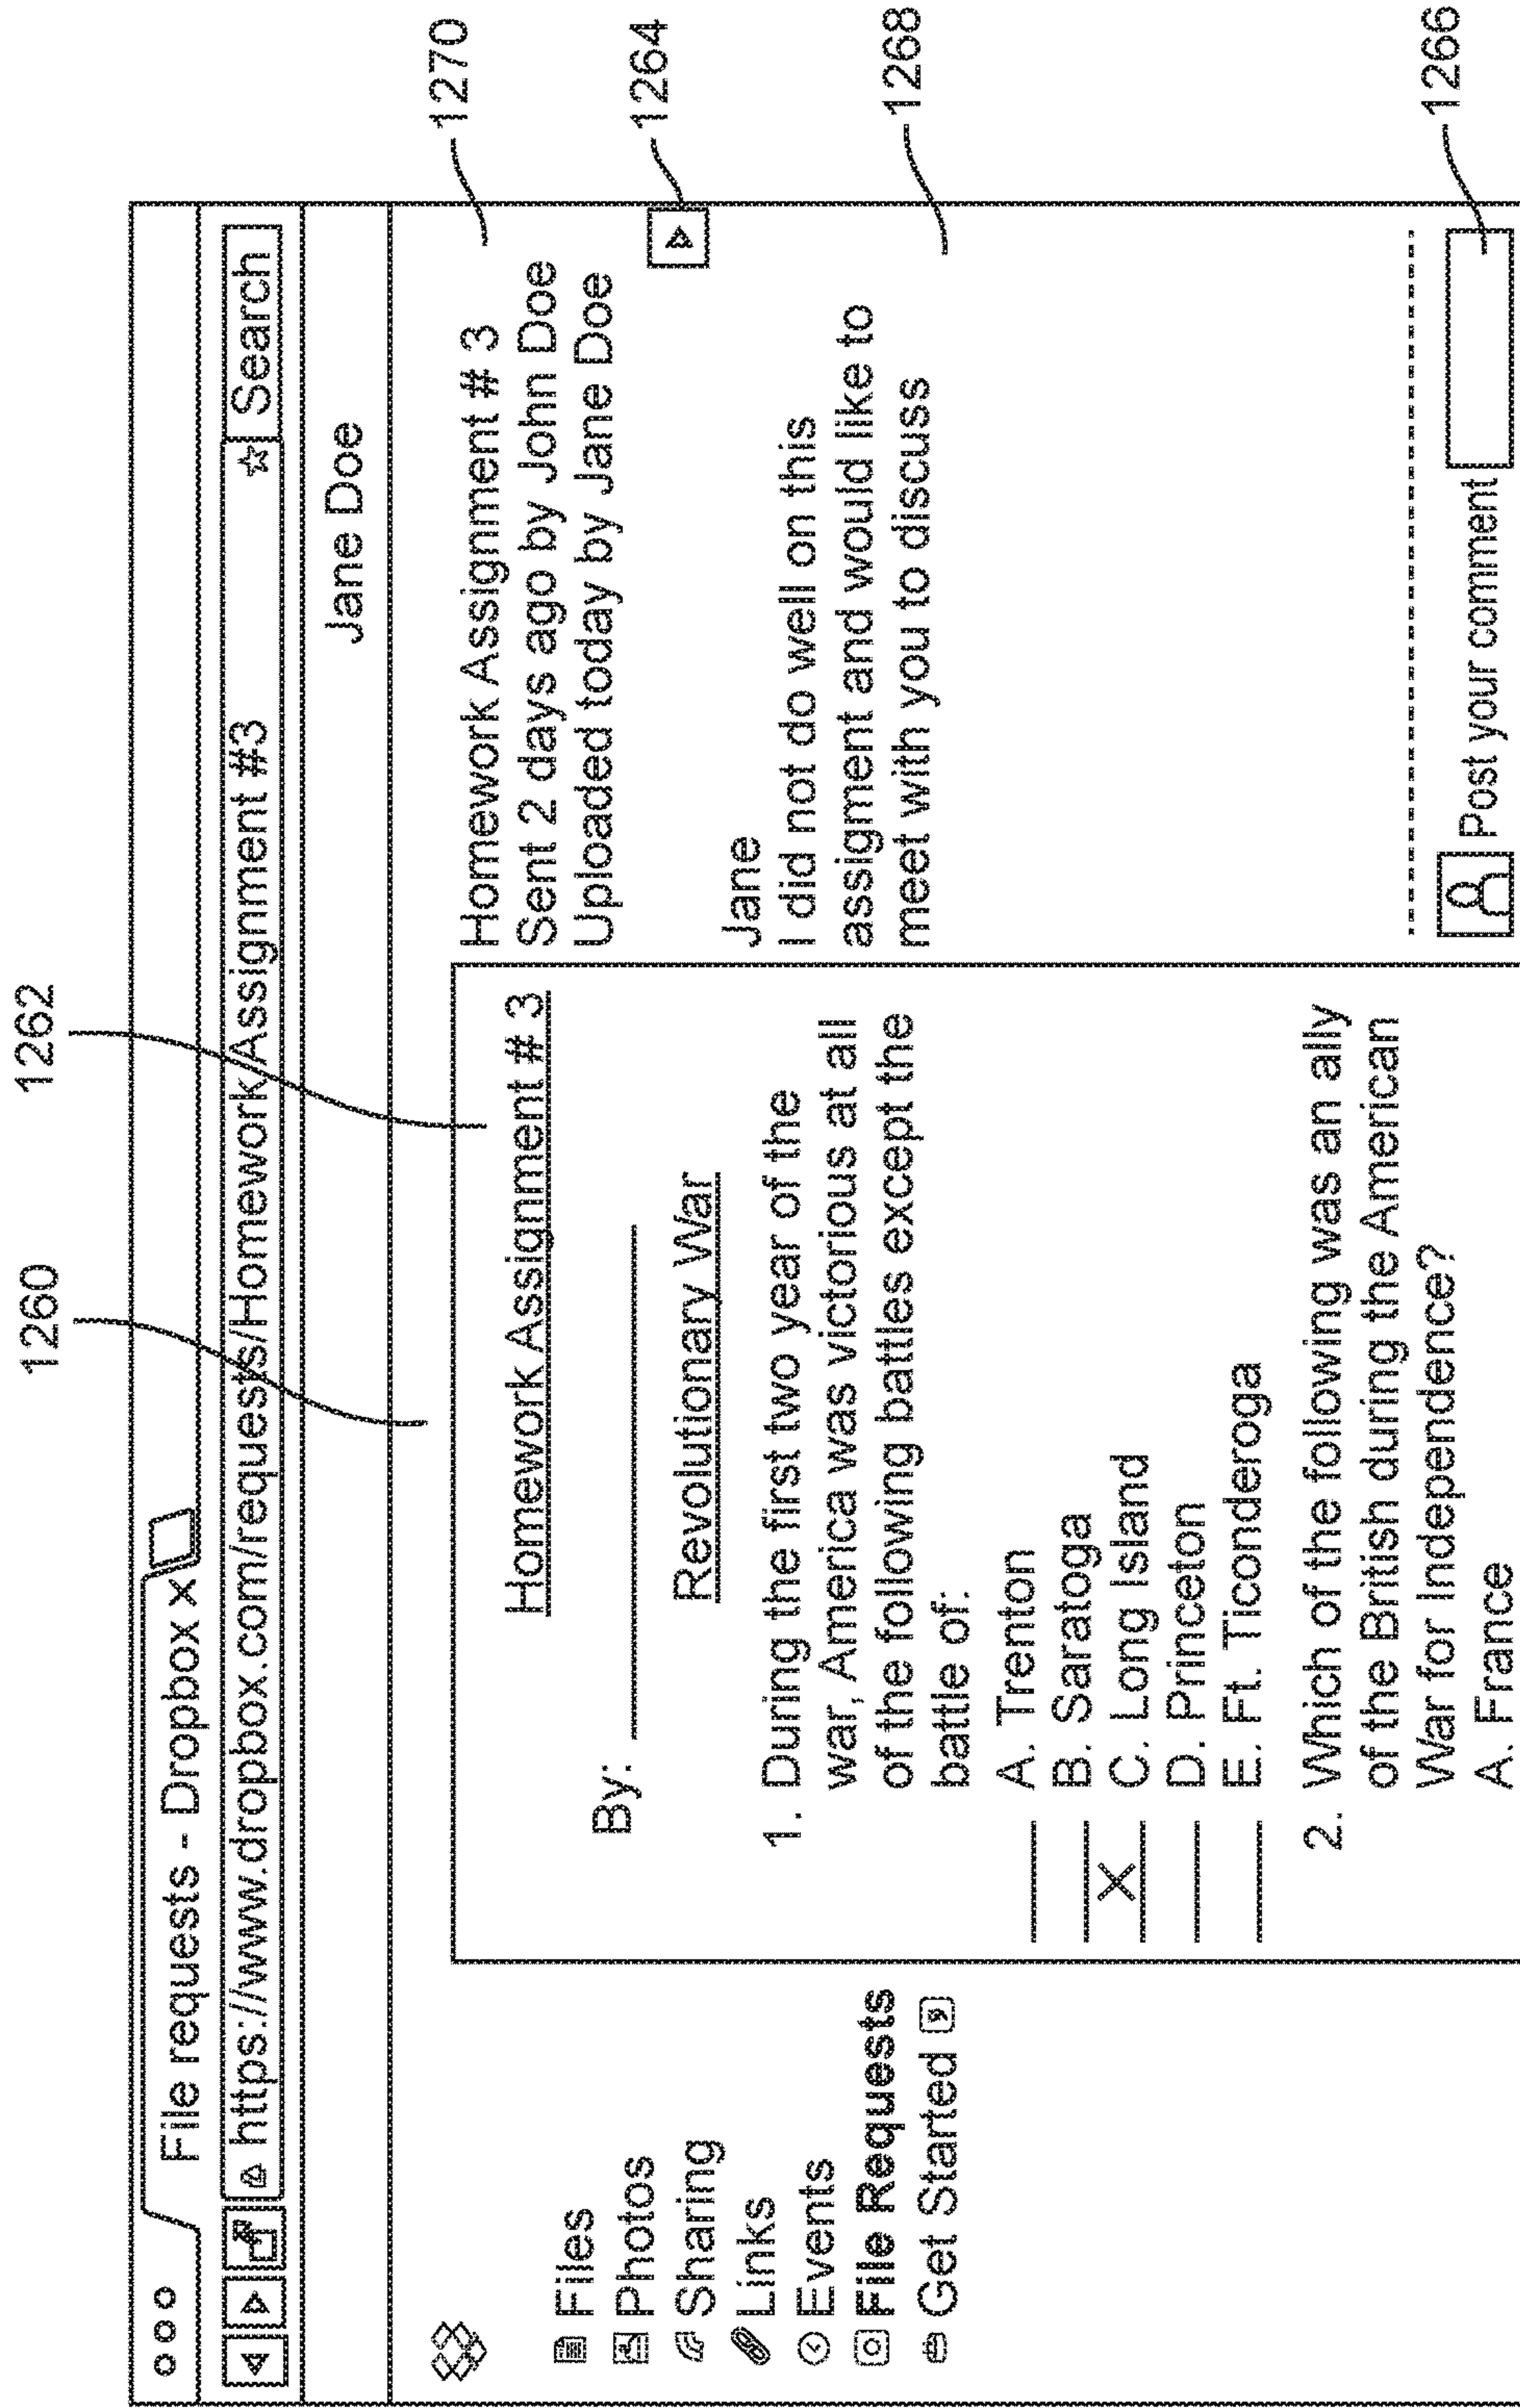 1260
1262
File requests - Dropbox X
https://www.dropbox.com/requests/HomeworkAssignment #3
Search
Jane Doe
Files
Photos
Sharing
Links
Events
File Requests
Get Started
Homework Assignment # 3
By:
Revolutionary War
1. During the first two year of the
war, America was victorious at all
of the following battles except the
battle of:
A. Trenton
B. Saratoga
X C. Long Island
D. Princeton
E. Ft. Ticonderoga
2. Which of the following was an ally
of the British during the American
War for Independence?
A. France
Homework Assignment # 3
Sent 2 days ago by John Doe
Uploaded today by Jane Doe
Jane
I did not do well on this
assigment and would like to
meet with you to discuss
Post your comment
1270
1264
1268
1266